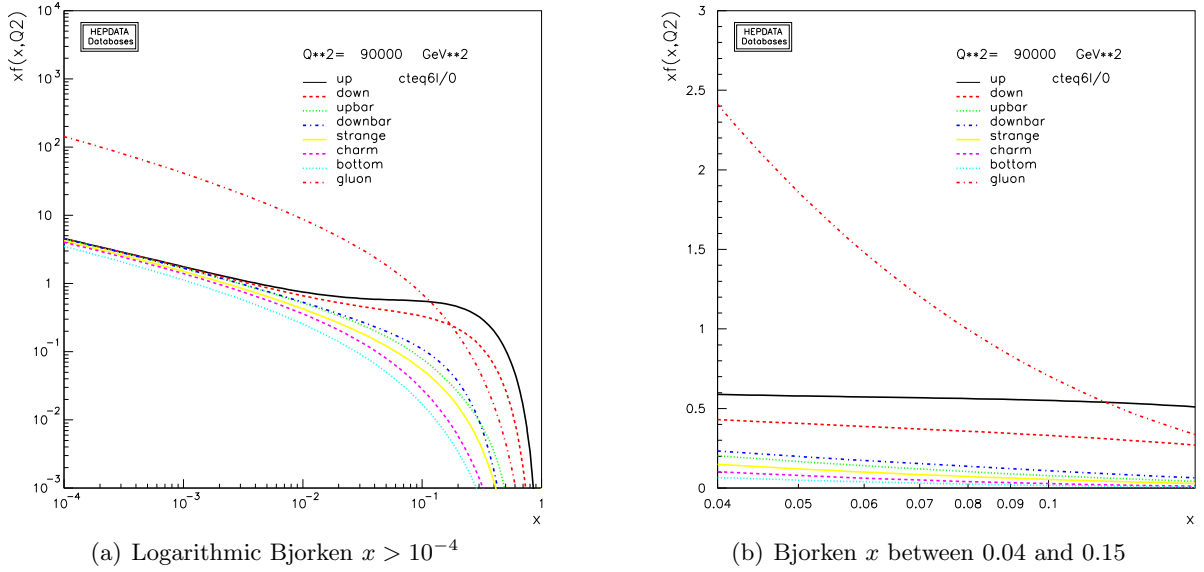 HEPDATA
Databases
xf(x,Q2)
Q**2= 90000 GeV**2
up cteq6l/0
down
upbar
downbar
strange
charm
bottom
gluon
10^4
10^3
10^2
10
1
10^-1
10^-2
10^-3
10^-4 10^-3 10^-2 10^-1 1
x
(a) Logarithmic Bjorken x > 10^-4
HEPDATA
Databases
xf(x,Q2)
Q**2= 90000 GeV**2
up cteq6l/0
down
upbar
downbar
strange
charm
bottom
gluon
3
2.5
2
1.5
1
0.5
0
0.04 0.05 0.06 0.07 0.08 0.09 0.1
x
(b) Bjorken x between 0.04 and 0.15